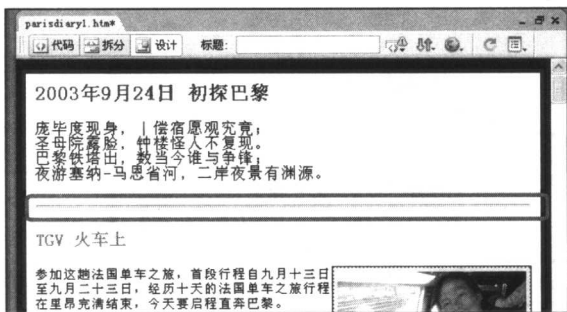 parisdiary1.htm*
代码 拆分 设计 标题:
2003年9月24日 初探巴黎
庞毕度现身，|偿宿愿观究竟；
圣母院露脸，钟楼怪人不复现。
巴黎铁塔出，数当今谁与争锋；
夜游塞纳-马恩省河，二岸夜景有渊源。
TGV 火车上
参加这趟法国单车之旅，首段行程自九月十三日
至九月二十三日，经历十天的法国单车之旅行程
在里昂完满结束，今天要启程直奔巴黎。